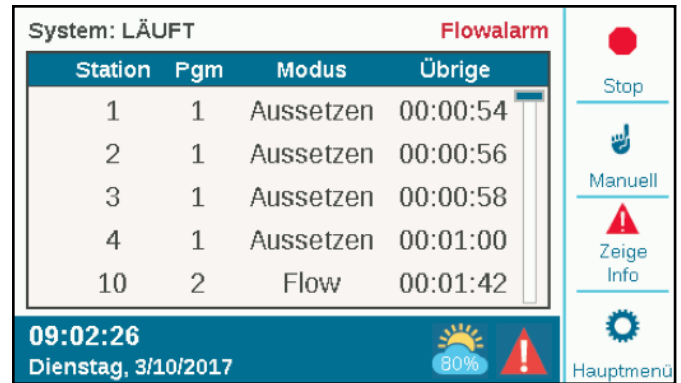 System: LÄUFT Flowalarm
Station Pgm Modus Übrige
1 1 Aussetzen 00:00:54
2 1 Aussetzen 00:00:56
3 1 Aussetzen 00:00:58
4 1 Aussetzen 00:01:00
10 2 Flow 00:01:42
09:02:26
Dienstag, 3/10/2017
80%
Stop
Manuell
Zeige
Info
Hauptmenü